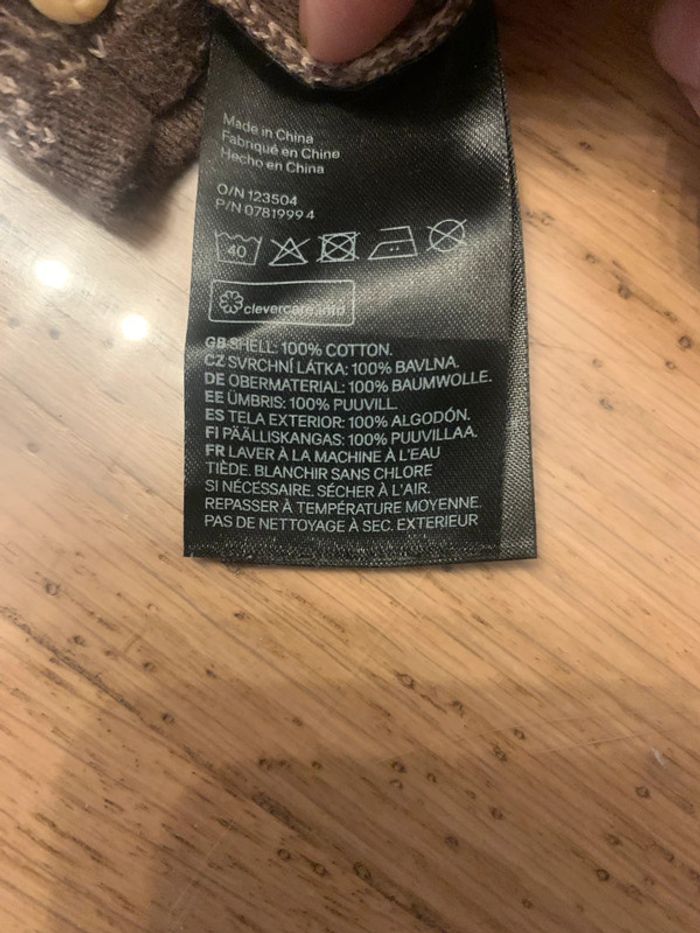 Made in China
Fabriqué en Chine
Hecho en China
O/N 123504
P/N 0781999 4
40
clevercare.info
GB SHELL: 100% COTTON.
CZ SVRCHNÍ LÁTKA: 100% BAVLNA.
DE OBERMATERIAL: 100% BAUMWOLLE.
EE ÜMBRIS: 100% PUUVILL.
ES TELA EXTERIOR: 100% ALGODÓN.
FI PÄÄLLISKANGAS: 100% PUUVILLAA.
FR LAVER À LA MACHINE À L'EAU
TIÈDE. BLANCHIR SANS CHLORE
SI NÉCESSAIRE. SÉCHER À L'AIR.
REPASSER À TEMPÉRATURE MOYENNE.
PAS DE NETTOYAGE À SEC. EXTERIEUR